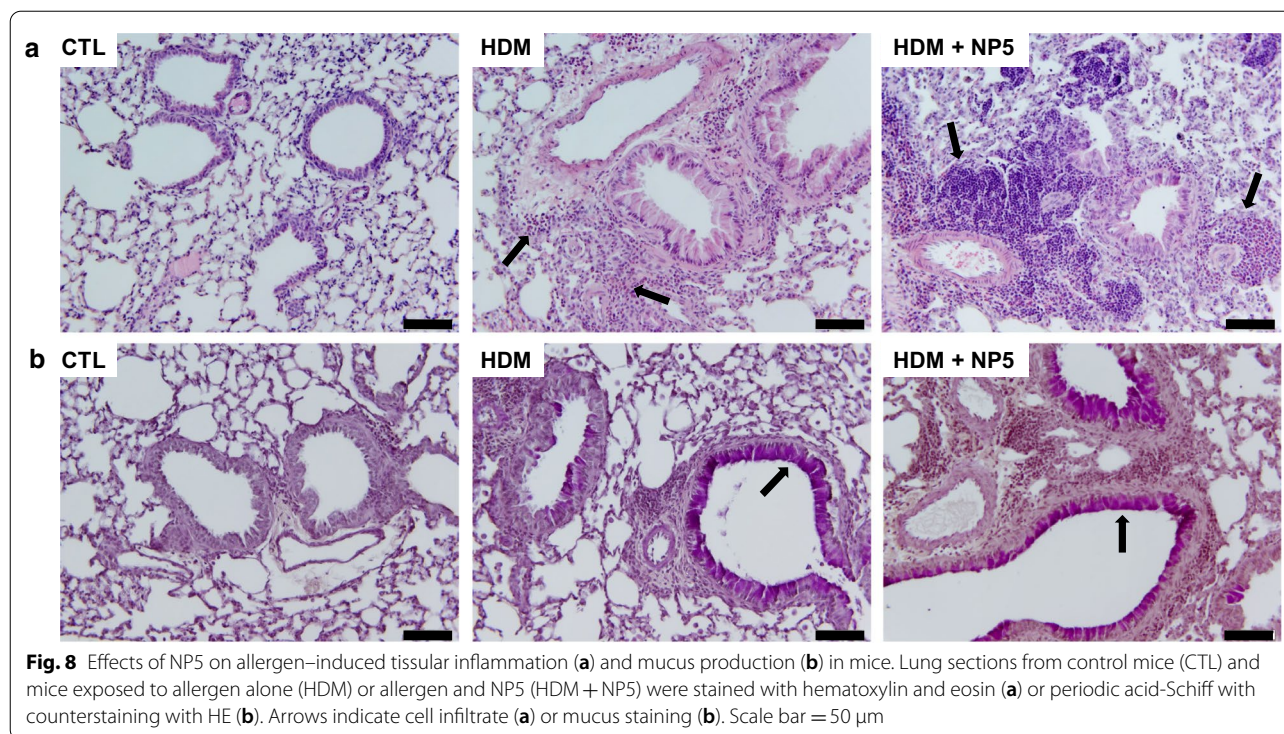 a CTL HDM HDM + NP5
b CTL HDM HDM + NP5
Fig. 8 Effects of NP5 on allergen–induced tissular inflammation (a) and mucus production (b) in mice. Lung sections from control mice (CTL) and
mice exposed to allergen alone (HDM) or allergen and NP5 (HDM + NP5) were stained with hematoxylin and eosin (a) or periodic acid-Schiff with
counterstaining with HE (b). Arrows indicate cell infiltrate (a) or mucus staining (b). Scale bar = 50 µm